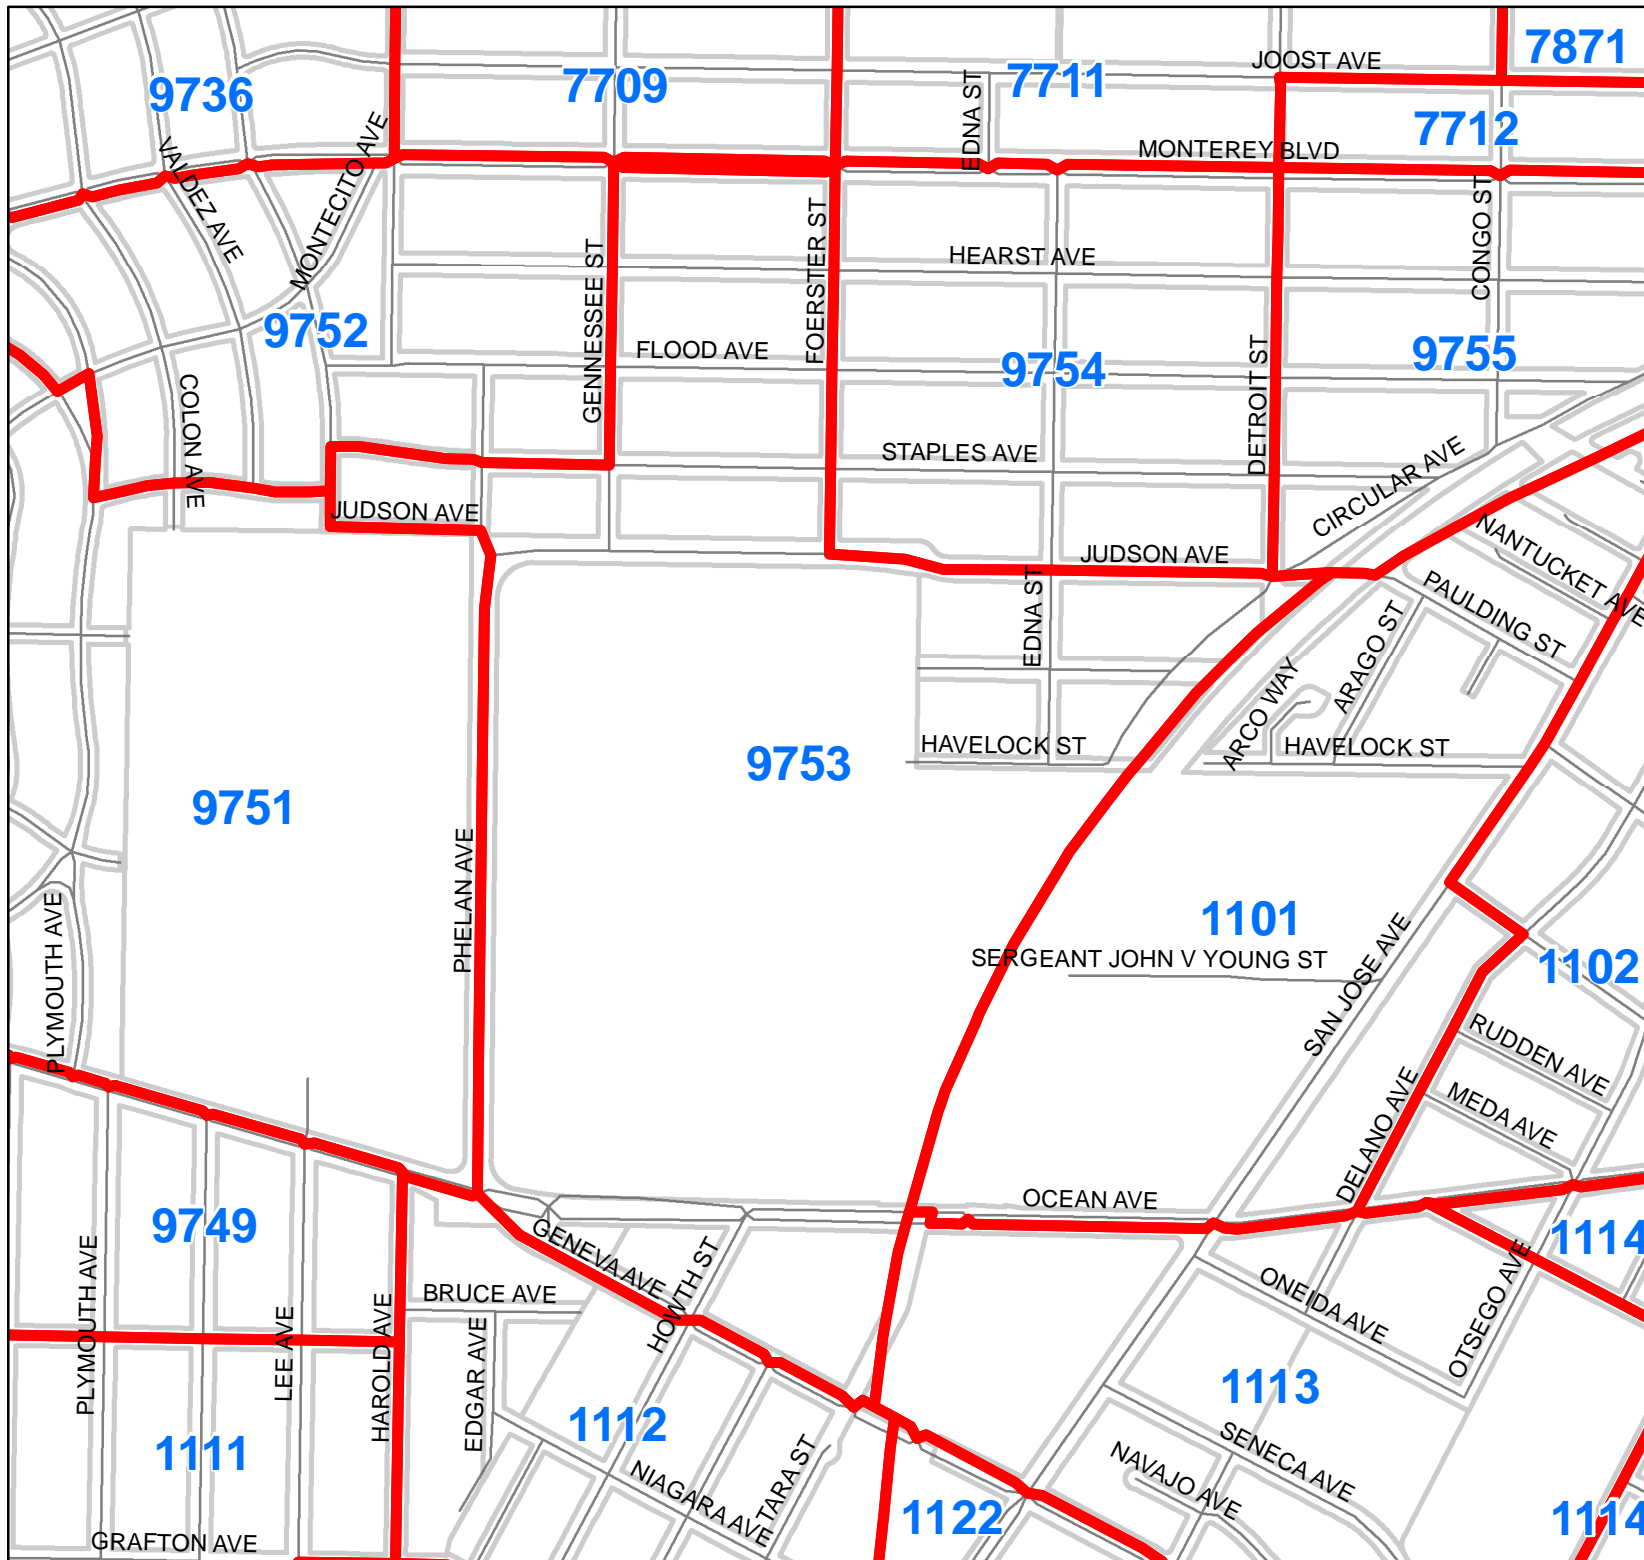 JOOST AVE
7871
9736
7709
7711
EDNA ST
7712
MONTEREY BLVD
VALDEZ AVE
MONTECITO AVE
GENNESSEE ST
FOERSTER ST
HEARST AVE
CONGO ST
9752
FLOOD AVE
9754
DETROIT ST
9755
COLON AVE
STAPLES AVE
CIRCULAR AVE
JUDSON AVE
JUDSON AVE
NANTUCKET AVE
EDNA ST
PAULDING ST
ARAGO ST
ARCO WAY
HAVELOCK ST
HAVELOCK ST
9753
9751
PHELAN AVE
PLYMOUTH AVE
1101
SERGEANT JOHN V YOUNG ST
SAN JOSE AVE
1102
RUDDEN AVE
MEDA AVE
DELANO AVE
OCEAN AVE
9749
GENEVA AVE
HOWTH ST
1114
ONEIDA AVE
OTSEGO AVE
PLYMOUTH AVE
LEE AVE
HAROLD AVE
BRUCE AVE
EDGAR AVE
1113
1112
1111
SENECA AVE
NAVAJO AVE
NIAGARA AVE
TARA ST
1122
1114
GRAFTON AVE